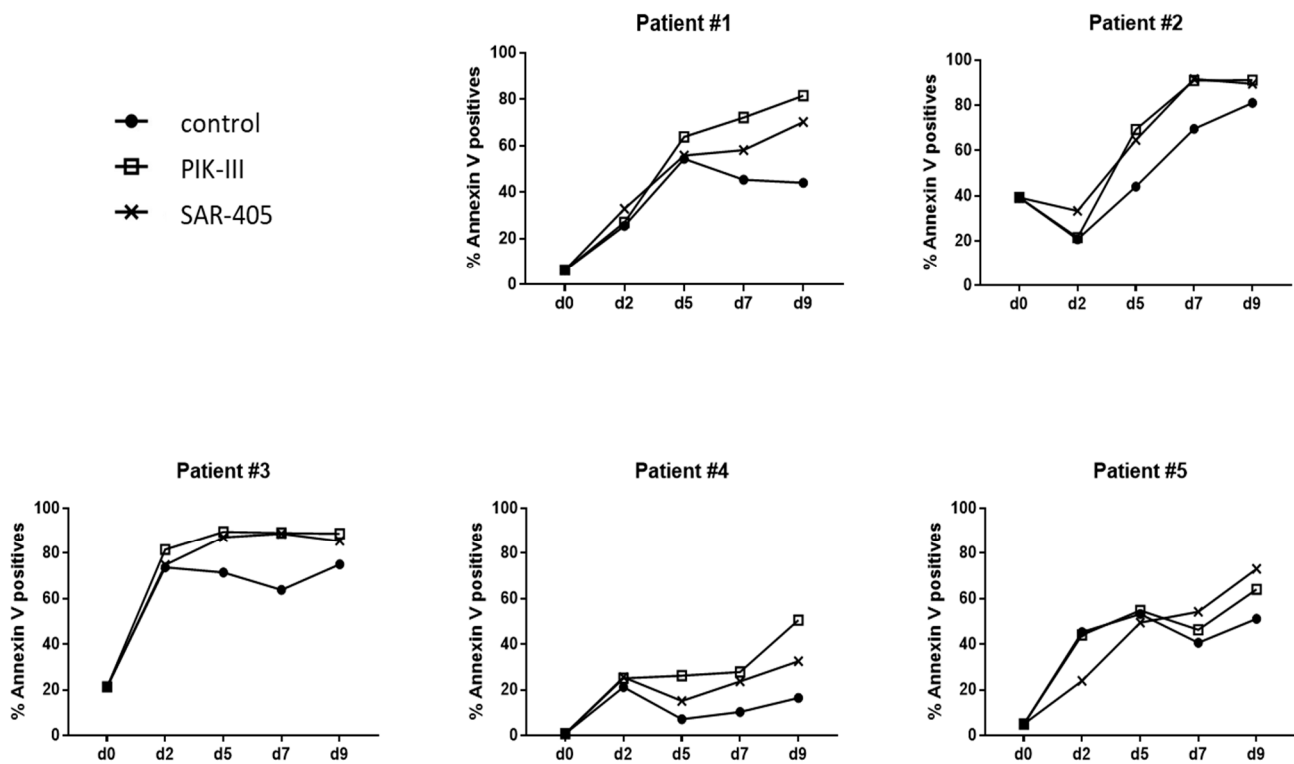 control
PIK-III
SAR-405
Patient #1
% Annexin V positives
100
80
60
40
20
0
d0 d2 d5 d7 d9
Patient #2
% Annexin V positives
100
80
60
40
20
0
d0 d2 d5 d7 d9
Patient #3
% Annexin V positives
100
80
60
40
20
0
d0 d2 d5 d7 d9
Patient #4
% Annexin V positives
100
80
60
40
20
0
d0 d2 d5 d7 d9
Patient #5
% Annexin V positives
100
80
60
40
20
0
d0 d2 d5 d7 d9